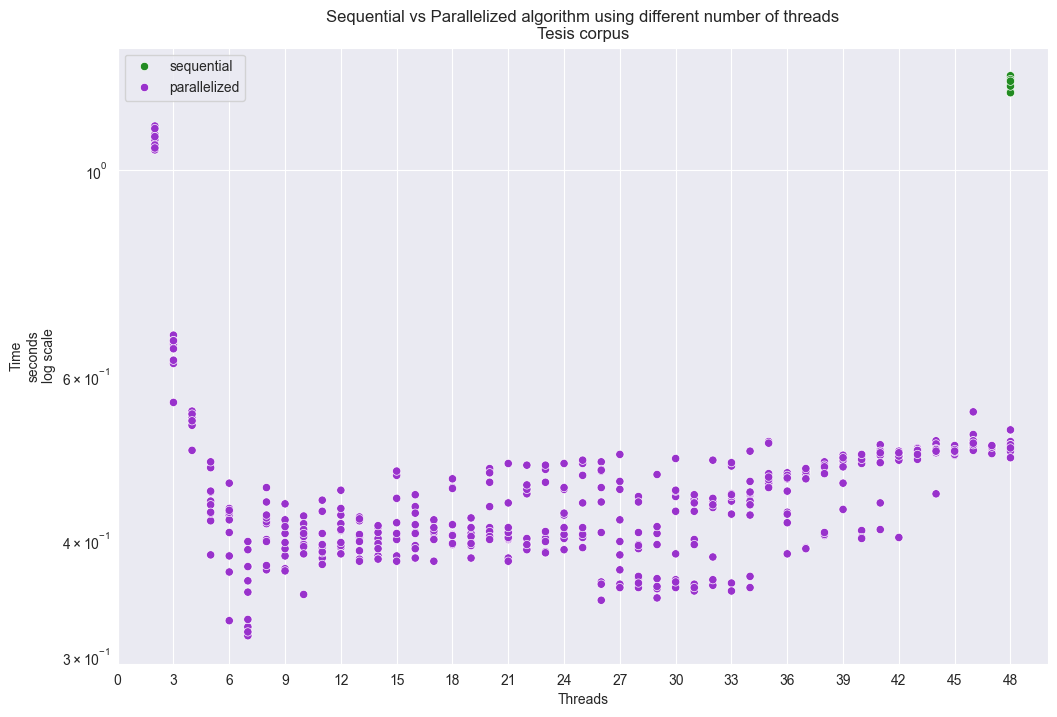 Sequential vs Parallelized algorithm using different number of threads
Tesis corpus
sequential
parallelized
Time
seconds
log scale
10⁰
6 × 10⁻¹
4 × 10⁻¹
3 × 10⁻¹
0 3 6 9 12 15 18 21 24 27 30 33 36 39 42 45 48
Threads